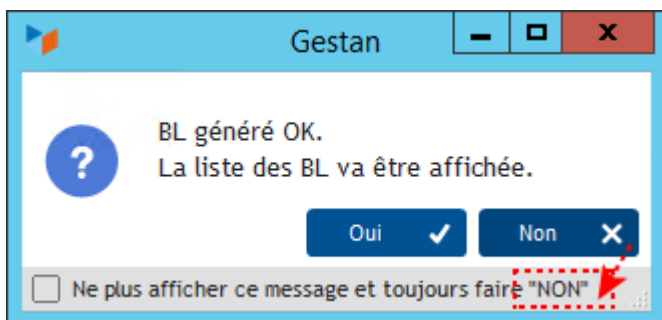 Gestan
BL généré OK.
La liste des BL va être affichée.
Oui
Non
Ne plus afficher ce message et toujours faire "NON"